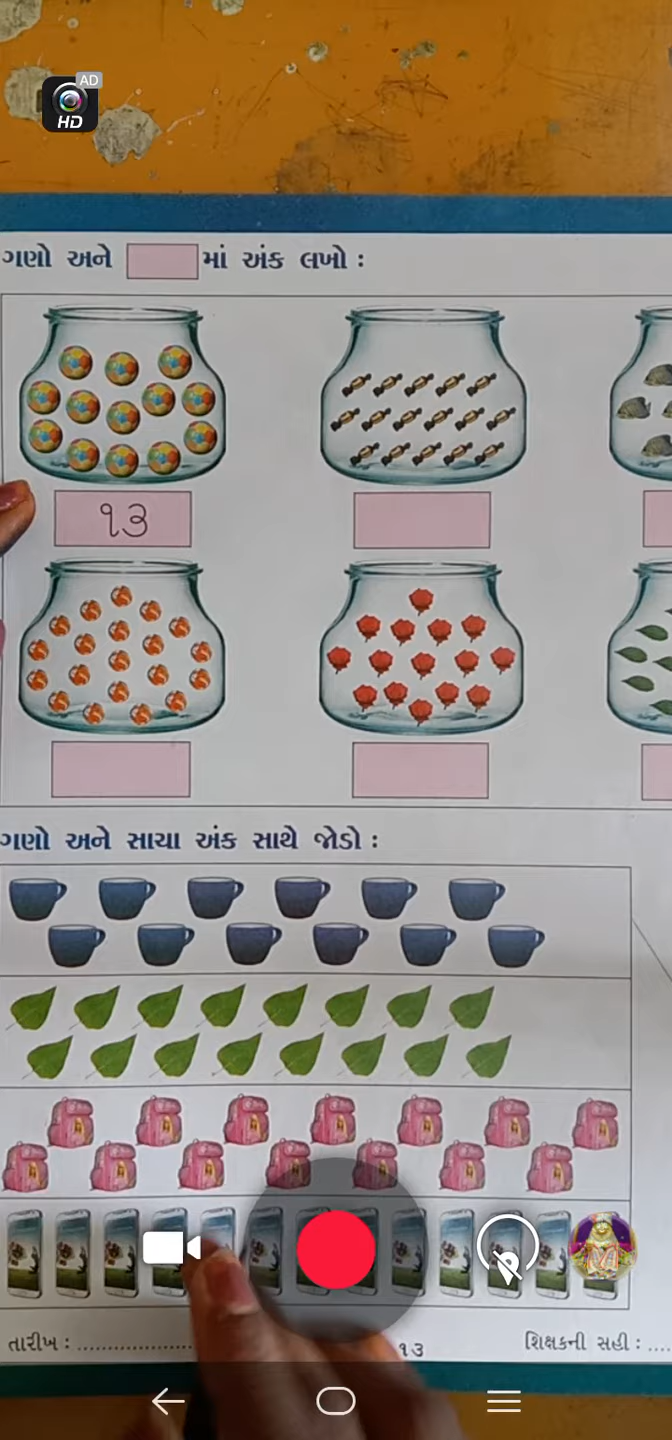 AD
HD
ગણો અને માં અંક લખો :
૧૩
ગણો અને સાચા અંક સાથે જોડો :
તારીખ : ....................
૧૩
શિક્ષકની સહી : ....